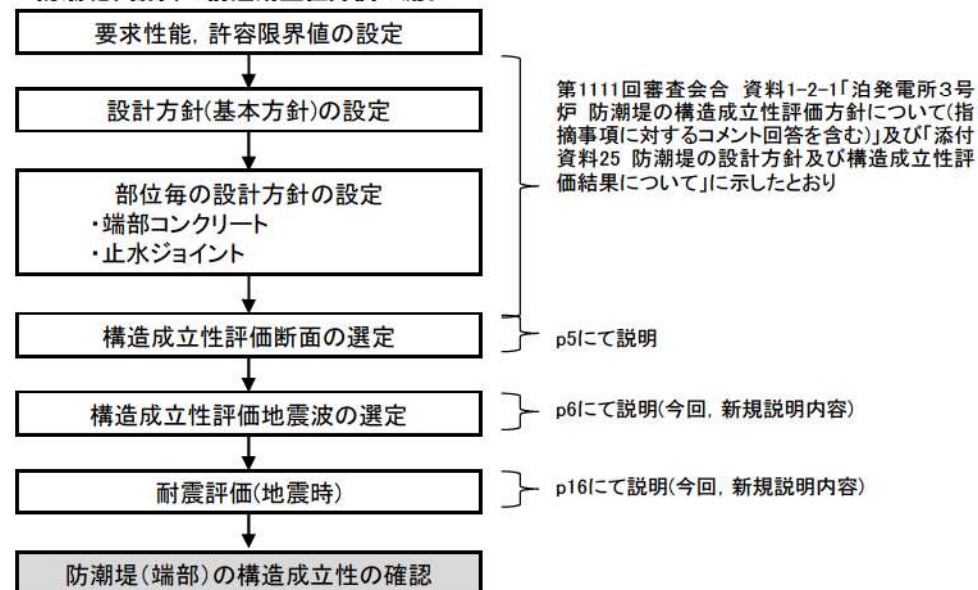 要求性能，許容限界値の設定
設計方針(基本方針)の設定
部位毎の設計方針の設定
・端部コンクリート
・止水ジョイント
第1111回審査会合 資料1-2-1「泊発電所３号
炉 防潮堤の構造成立性評価方針について(指
摘事項に対するコメント回答を含む)」及び「添付
資料25 防潮堤の設計方針及び構造成立性評
価結果について」に示したとおり
構造成立性評価断面の選定
p5にて説明
構造成立性評価地震波の選定
p6にて説明(今回，新規説明内容)
耐震評価(地震時)
p16にて説明(今回，新規説明内容)
防潮堤(端部)の構造成立性の確認